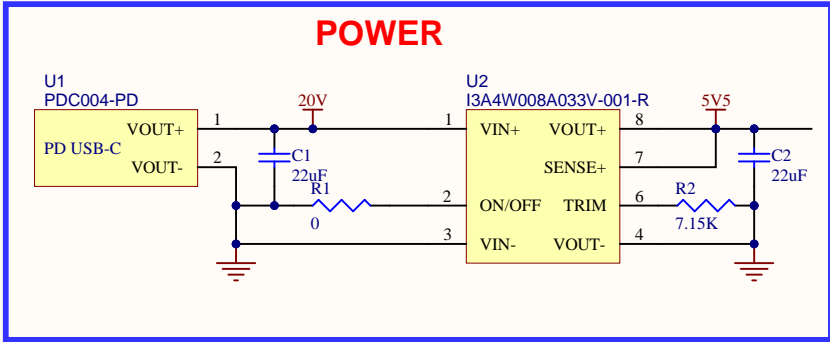 POWER
U1
PDC004-PD
PD USB-C
VOUT+
VOUT-
1
2
20V
C1
22uF
R1
0
U2
I3A4W008A033V-001-R
1
2
3
VIN+
ON/OFF
VIN-
VOUT+
SENSE+
TRIM
VOUT-
8
7
6
4
5V5
R2
7.15K
C2
22uF